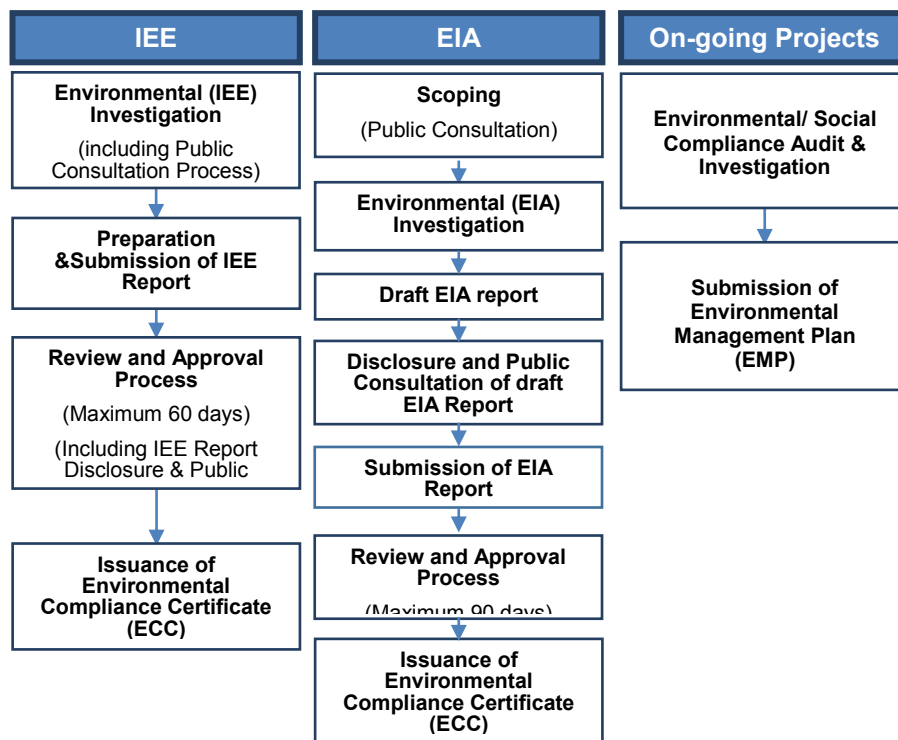 IEE
Environmental (IEE)
Investigation
(including Public
Consultation Process)
Preparation
&Submission of IEE
Report
Review and Approval
Process
(Maximum 60 days)
(Including IEE Report
Disclosure & Public
Issuance of
Environmental
Compliance Certificate
(ECC)
EIA
Scoping
(Public Consultation)
Environmental (EIA)
Investigation
Draft EIA report
Disclosure and Public
Consultation of draft
EIA Report
Submission of EIA
Report
Review and Approval
Process
(Maximum 90 days)
Issuance of
Environmental
Compliance Certificate
(ECC)
On-going Projects
Environmental/ Social
Compliance Audit &
Investigation
Submission of
Environmental
Management Plan
(EMP)